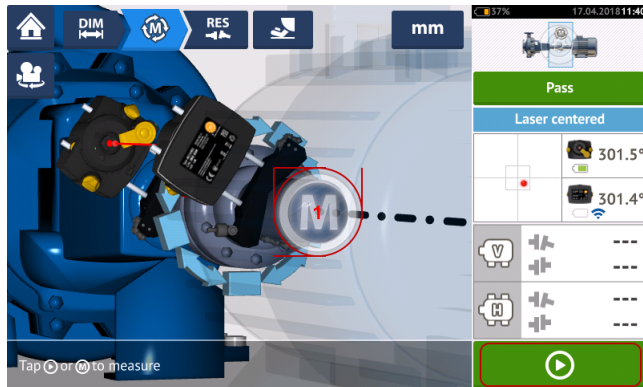 DIM
M
RES
mm
37%
17.04.2018 11:40
Pass
Laser centered
301.5°
301.4°
M
1
V
---
---
H
---
---
Tap or M to measure